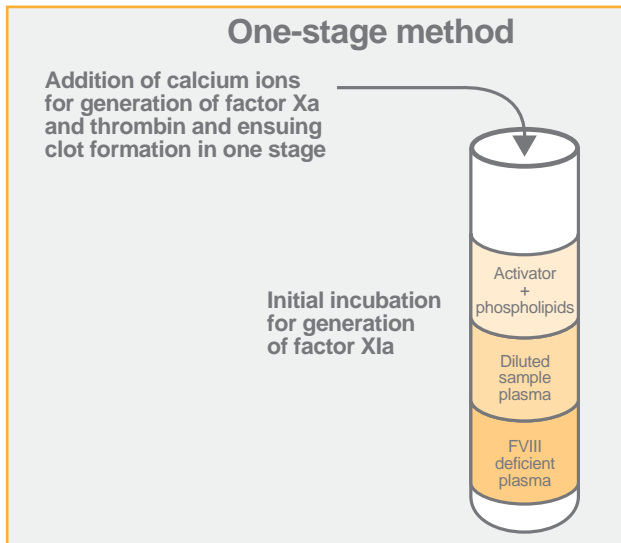 One-stage method
Addition of calcium ions
for generation of factor Xa
and thrombin and ensuing
clot formation in one stage
Activator
+
phospholipids
Initial incubation
for generation
of factor XIa
Diluted
sample
plasma
FVIII
deficient
plasma